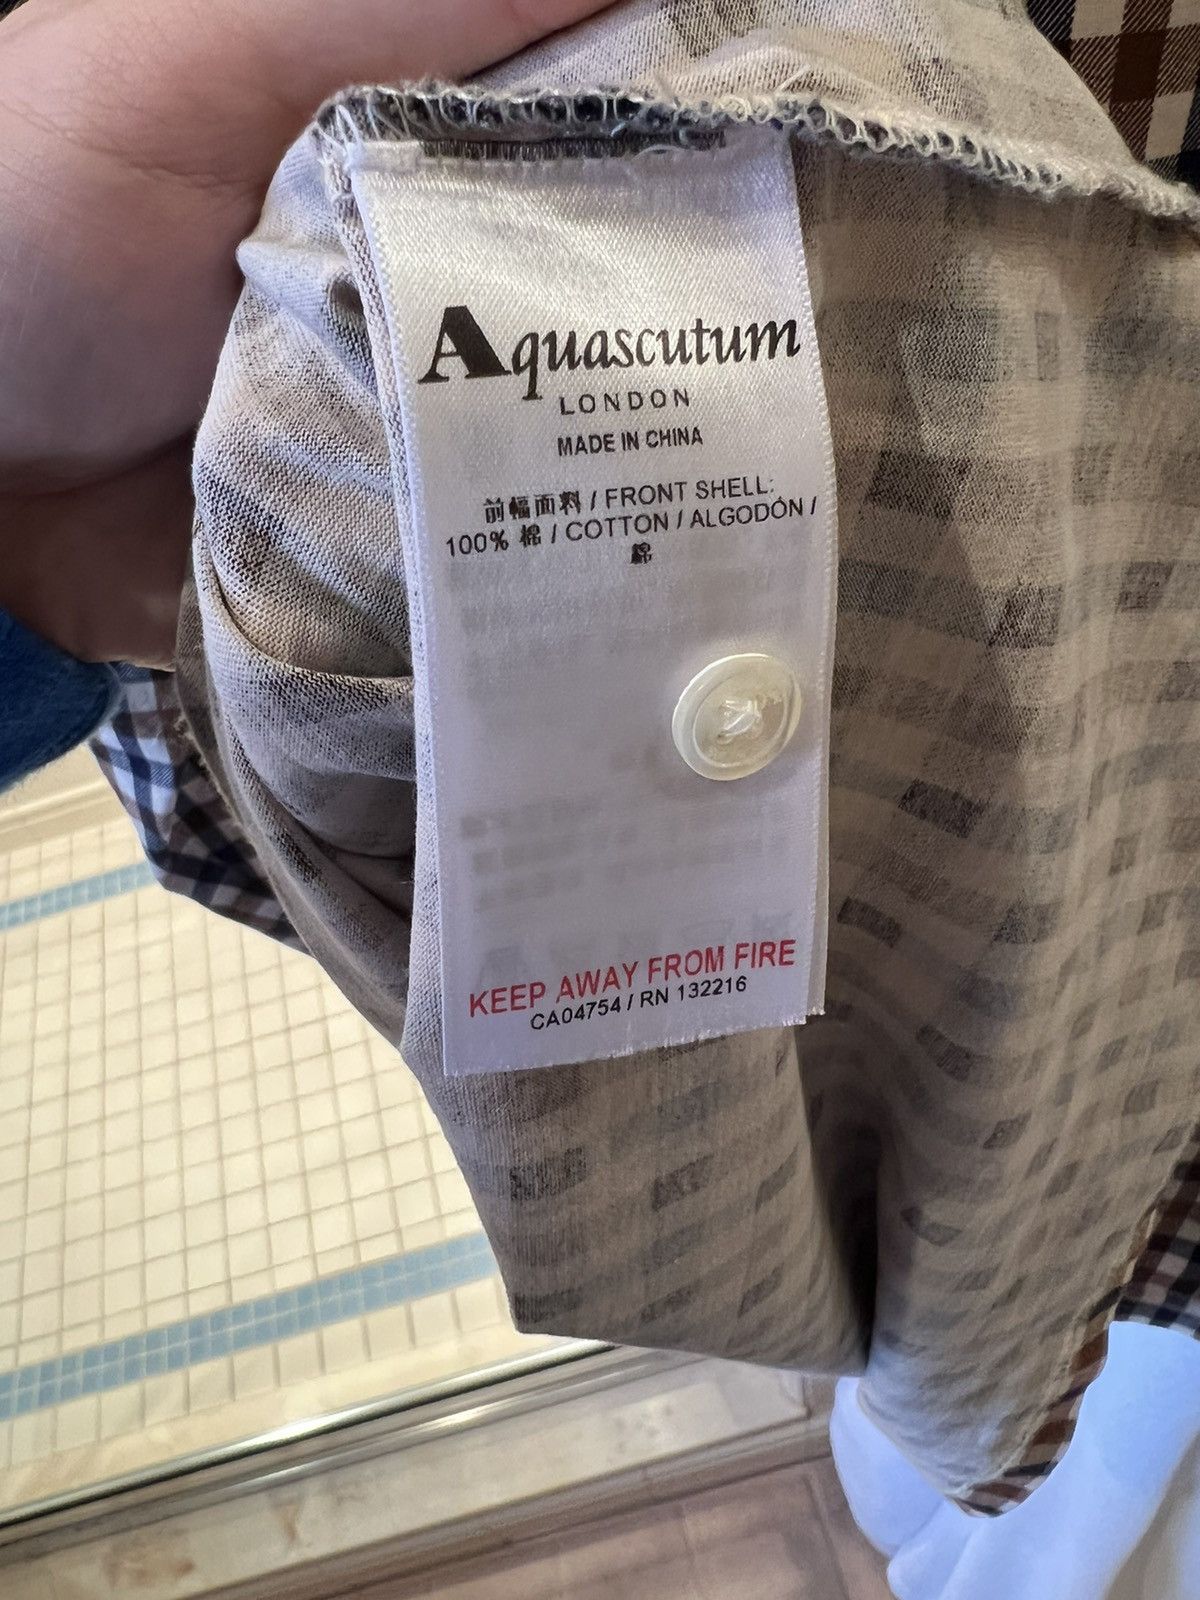 Aquascutum
LONDON
MADE IN CHINA
前幅面料 / FRONT SHELL:
100% 棉 / COTTON / ALGODÓN /
綿
KEEP AWAY FROM FIRE
CA04754 / RN 132216